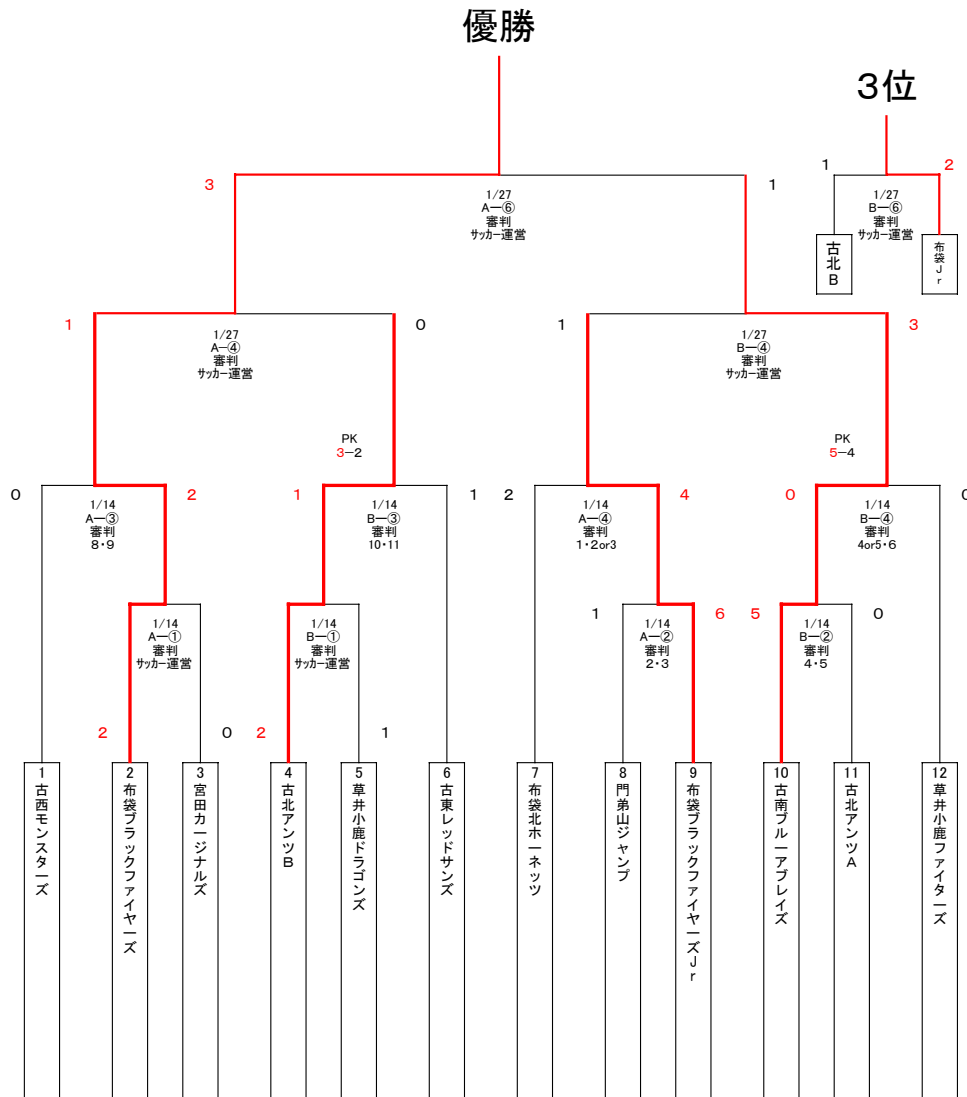 優勝
3位
3
1
1/27
A―⑥
審判
サッカー運営
1
2
1/27
B―⑥
審判
サッカー運営
古北B
布袋Jr
1
0
1/27
A―④
審判
サッカー運営
1
3
1/27
B―④
審判
サッカー運営
PK
3-2
PK
5-4
0
2
1/14
A―③
審判
8・9
1
1
1/14
B―③
審判
10・11
2
4
1/14
A―④
審判
1・2or3
0
0
1/14
B―④
審判
4or5・6
1/14
A―①
審判
サッカー運営
2
0
1/14
B―①
審判
サッカー運営
2
1
1
6
1/14
A―②
審判
2・3
5
0
1/14
B―②
審判
4・5
1 古西モンスターズ
2 布袋ブラックファイヤーズ
3 宮田カージナルズ
4 古北アンツB
5 草井小鹿ドラゴンズ
6 古東レッドサンズ
7 布袋北ホーネッツ
8 門弟山ジャンプ
9 布袋ブラックファイヤーズJr
10 古南ブルーアブレイズ
11 古北アンツA
12 草井小鹿ファイターズ